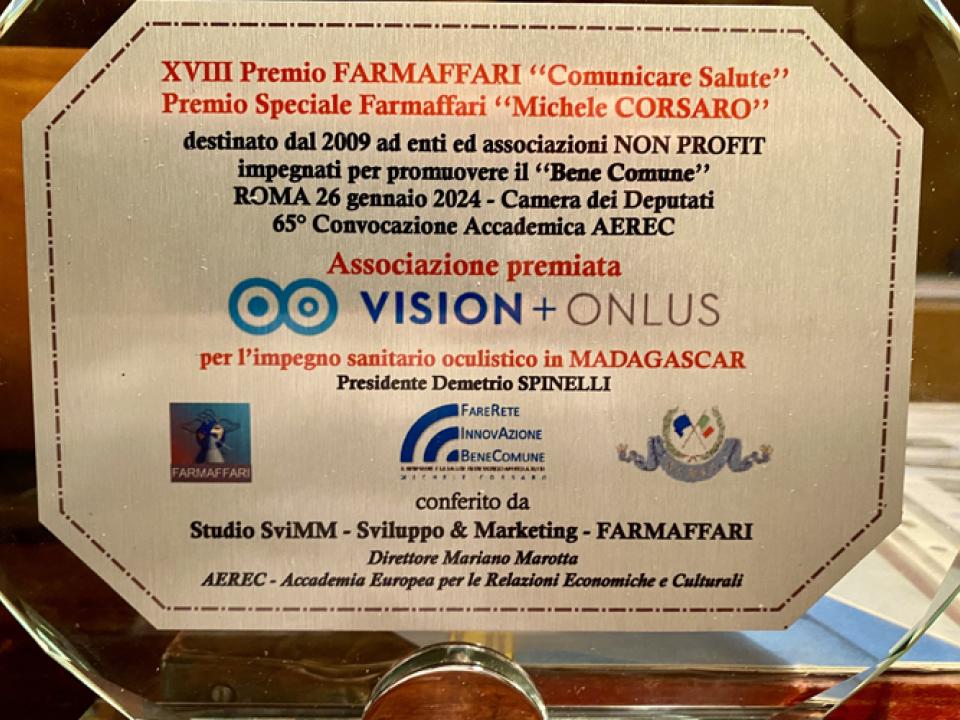 XVIII Premio FARMAFFARI “Comunicare Salute”
Premio Speciale Farmaffari “Michele CORSARO”
destinato dal 2009 ad enti ed associazioni NON PROFIT
impegnati per promuovere il “Bene Comune”
ROMA 26 gennaio 2024 - Camera dei Deputati
65° Convocazione Accademica AEREC
Associazione premiata
VISION + ONLUS
per l’impegno sanitario oculistico in MADAGASCAR
Presidente Demetrio SPINELLI
FARMAFFARI
FARERETE
INNOVAZIONE
BENECOMUNE
MICHELE CORSARO
conferito da
Studio SviMM - Sviluppo & Marketing - FARMAFFARI
Direttore Mariano Marotta
AEREC - Accademia Europea per le Relazioni Economiche e Culturali